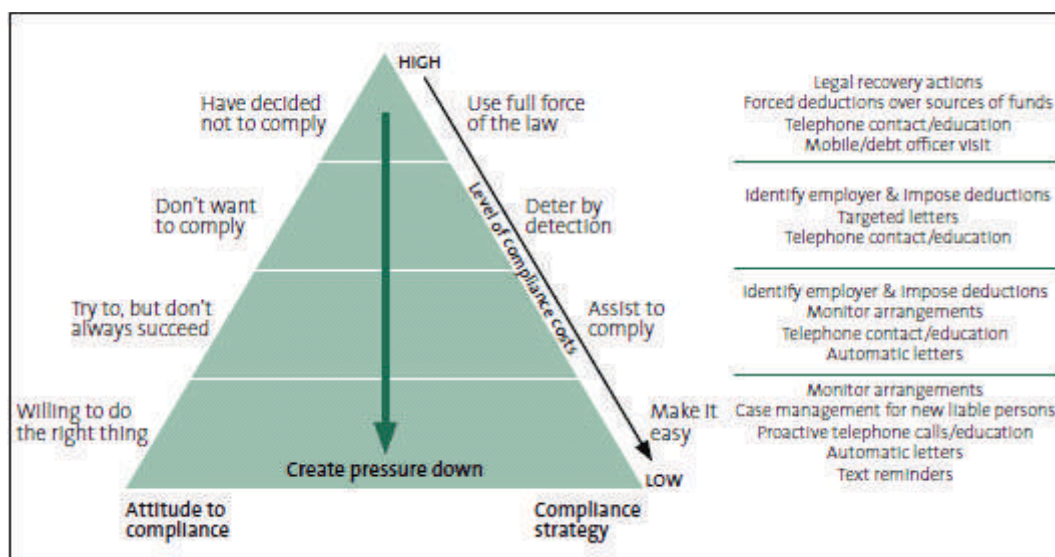 HIGH
Have decided
not to comply
Use full force
of the law
Legal recovery actions
Forced deductions over sources of funds
Telephone contact/education
Mobile/debt officer visit
Don't want
to comply
Level of compliance costs
Deter by
detection
Identify employer & Impose deductions
Targeted letters
Telephone contact/education
Try to, but don't
always succeed
Assist to
comply
Identify employer & Impose deductions
Monitor arrangements
Telephone contact/education
Automatic letters
Willing to do
the right thing
Make it
easy
Monitor arrangements
Case management for new liable persons
Proactive telephone calls/education
Automatic letters
Text reminders
Create pressure down
LOW
Attitude to
compliance
Compliance
strategy